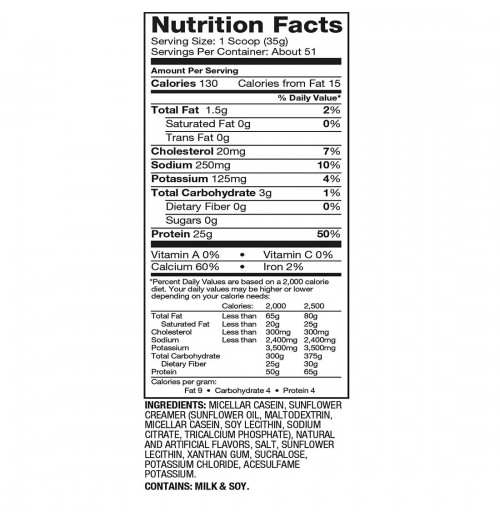 Nutrition Facts
Serving Size: 1 Scoop (35g)
Servings Per Container: About 51
Amount Per Serving
Calories 130 Calories from Fat 15
% Daily Value*
Total Fat 1.5g 2%
Saturated Fat 0g 0%
Trans Fat 0g
Cholesterol 20mg 7%
Sodium 250mg 10%
Potassium 125mg 4%
Total Carbohydrate 3g 1%
Dietary Fiber 0g 0%
Sugars 0g
Protein 25g 50%
Vitamin A 0% • Vitamin C 0%
Calcium 60% • Iron 2%
*Percent Daily Values are based on a 2,000 calorie
diet. Your daily values may be higher or lower
depending on your calorie needs:
Calories: 2,000 2,500
Total Fat Less than 65g 80g
Saturated Fat Less than 20g 25g
Cholesterol Less than 300mg 300mg
Sodium Less than 2,400mg 2,400mg
Potassium 3,500mg 3,500mg
Total Carbohydrate 300g 375g
Dietary Fiber 25g 30g
Protein 50g 65g
Calories per gram:
Fat 9 • Carbohydrate 4 • Protein 4
INGREDIENTS: MICELLAR CASEIN, SUNFLOWER
CREAMER (SUNFLOWER OIL, MALTODEXTRIN,
MICELLAR CASEIN, SOY LECITHIN, SODIUM
CITRATE, TRICALCIUM PHOSPHATE), NATURAL
AND ARTIFICIAL FLAVORS, SALT, SUNFLOWER
LECITHIN, XANTHAN GUM, SUCRALOSE,
POTASSIUM CHLORIDE, ACESULFAME
POTASSIUM.
CONTAINS: MILK & SOY.